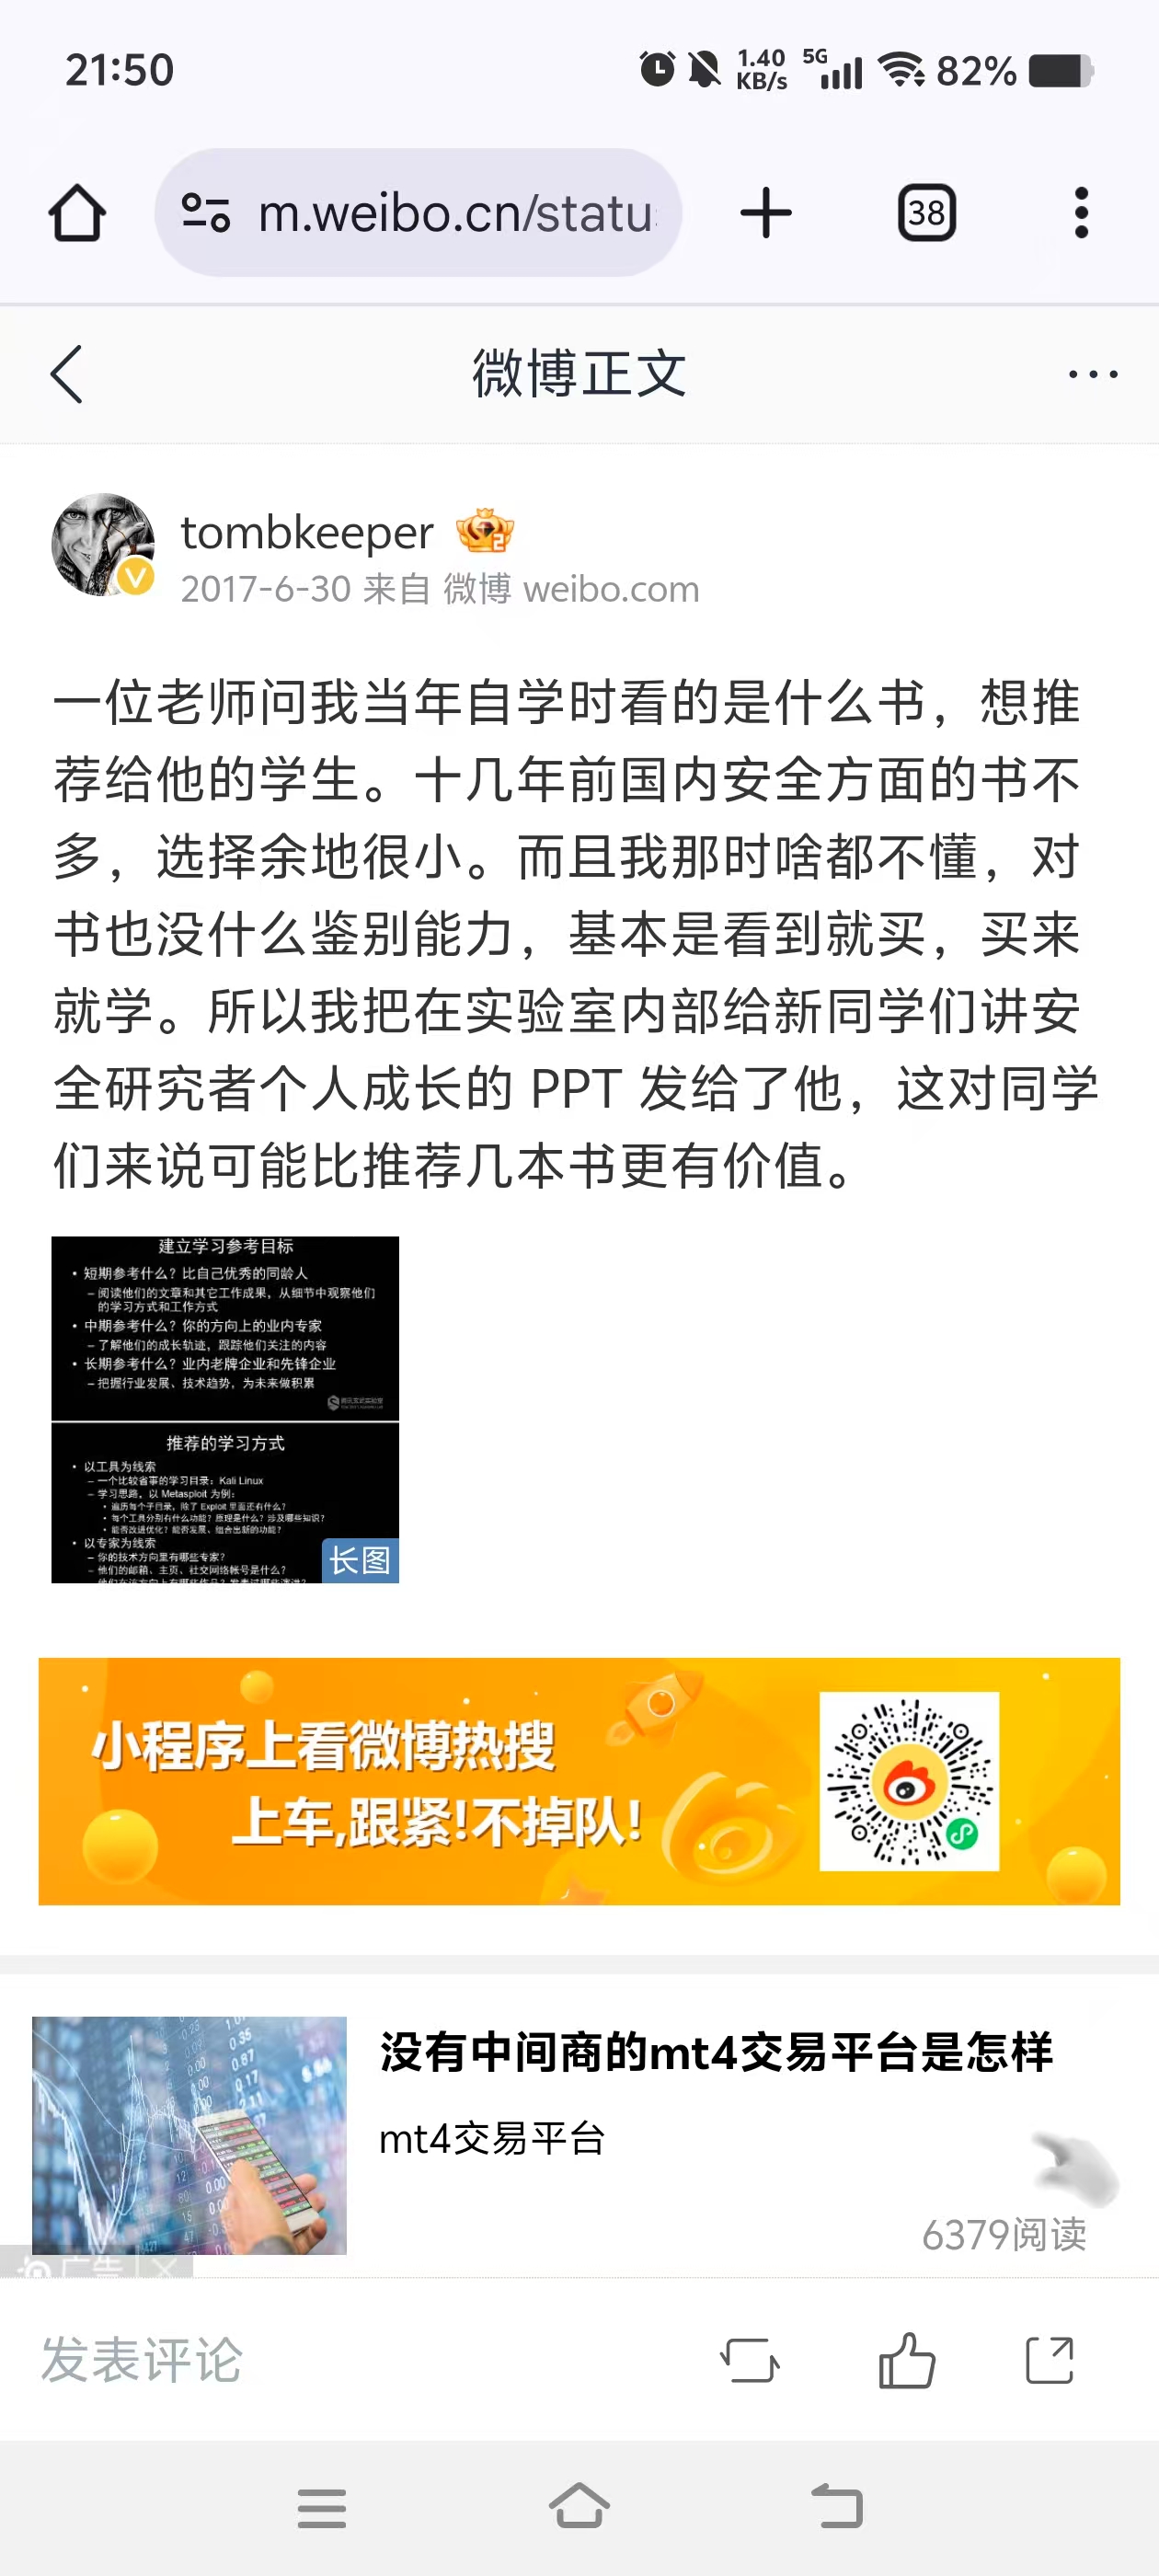 21:50
1.40
KB/s
5G
82%
m.weibo.cn/status
38
微博正文
tombkeeper
2
2017-6-30 来自 微博 weibo.com
一位老师问我当年自学时看的是什么书，想推
荐给他的学生。十几年前国内安全方面的书不
多，选择余地很小。而且我那时啥都不懂，对
书也没什么鉴别能力，基本是看到就买，买来
就学。所以我把在实验室内部给新同学们讲安
全研究者个人成长的 PPT 发给了他，这对同学
们来说可能比推荐几本书更有价值。
建立学习参考目标
• 短期参考什么？比自己优秀的同龄人
– 阅读他们的文章和其它工作成果，从细节中观察他们
的学习方式和工作方式
• 中期参考什么？你的方向上的业内专家
– 了解他们的成长轨迹，跟踪他们关注的内容
• 长期参考什么？业内老牌企业和先锋企业
– 把握行业发展、技术趋势，为未来做积累
腾讯玄武实验室
推荐的学习方式
• 以工具为线索
– 一个比较省事的学习目录：Kali Linux
– 学习思路，以 Metasploit 为例：
• 遍历每个子目录，除了 Exploit 里面还有什么？
• 每个工具分别有什么功能？原理是什么？涉及哪些知识？
• 能否改进优化？能否发展、组合出新的功能？
• 以专家为线索
– 你的技术方向里有哪些专家？
– 他们的邮箱、主页、社交网络帐号是什么？
长图
小程序上看微博热搜
上车,跟紧!不掉队!
没有中间商的mt4交易平台是怎样
mt4交易平台
6379阅读
广告
发表评论